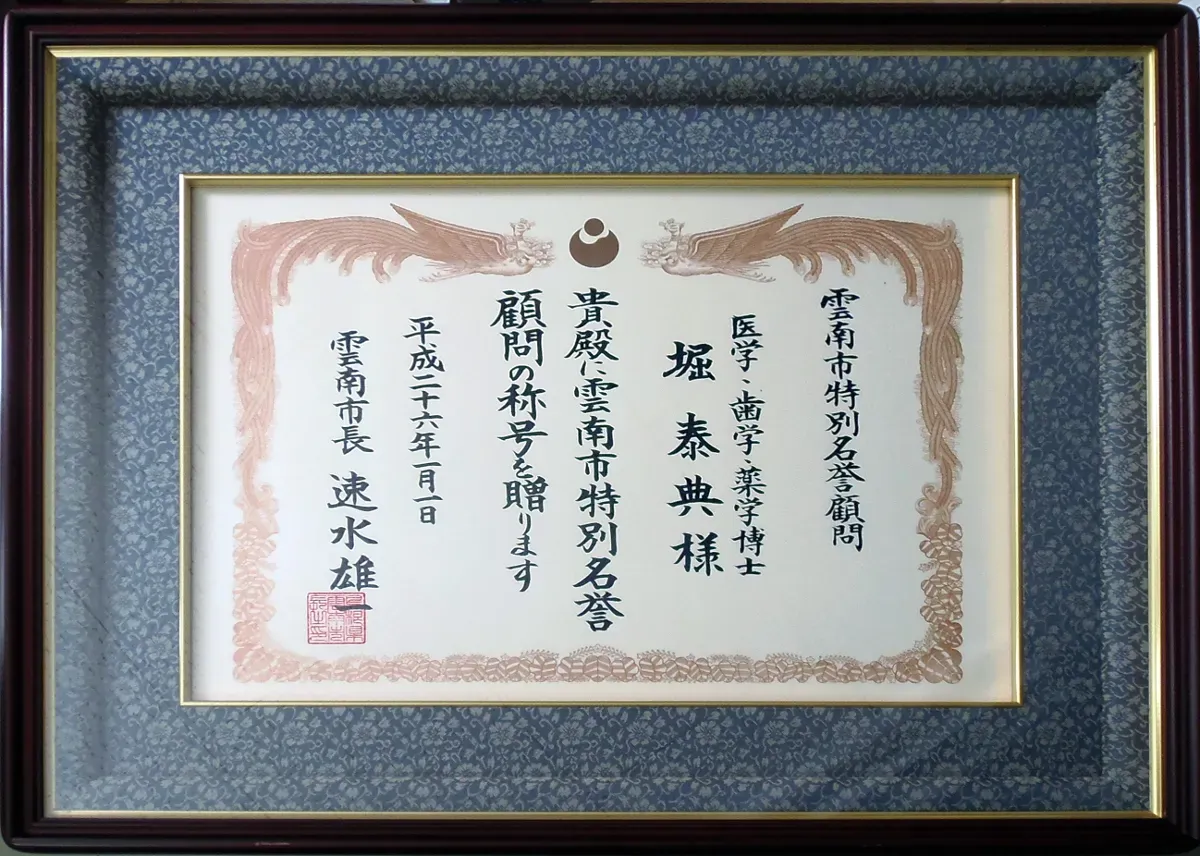 雲南市特別名誉顧問
医学、歯学、薬学博士
堀泰典様
貴殿に雲南市特別名誉
顧問の称号を贈ります
平成二十六年一月一日
雲南市長 速水雄一